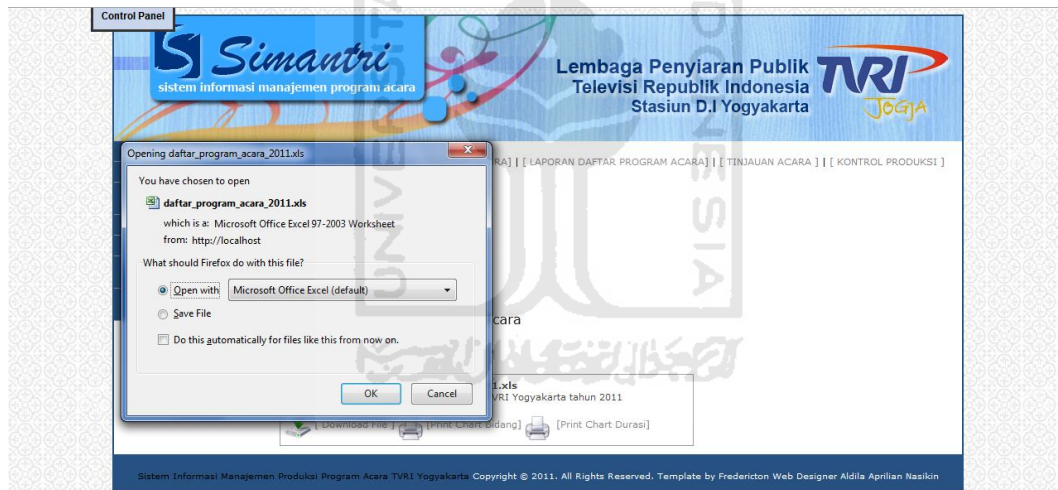 Control Panel
Simantri
sistem informasi manajemen program acara
Lembaga Penyiaran Publik
Televisi Republik Indonesia
Stasiun D.I Yogyakarta
TVRI
JOGJA
RA] | [ LAPORAN DAFTAR PROGRAM ACARA] | [ TINJAUAN ACARA ] | [ KONTROL PRODUKSI ]
Opening daftar_program_acara_2011.xls
You have chosen to open
daftar_program_acara_2011.xls
which is a: Microsoft Office Excel 97-2003 Worksheet
from: http://localhost
What should Firefox do with this file?
Open with Microsoft Office Excel (default)
Save File
Do this automatically for files like this from now on.
OK Cancel
cara
1.xls
VRI Yogyakarta tahun 2011
[ Download File ] [Print Chart Bidang] [Print Chart Durasi]
Sistem Informasi Manajemen Produksi Program Acara TVRI Yogyakarta Copyright © 2011. All Rights Reserved. Template by Fredericton Web Designer Aldila Aprilian Nasikin